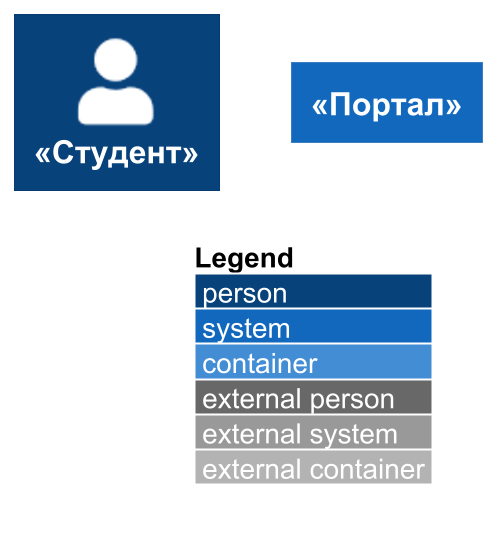 «Студент»
«Портал»
Legend
person
system
container
external person
external system
external container